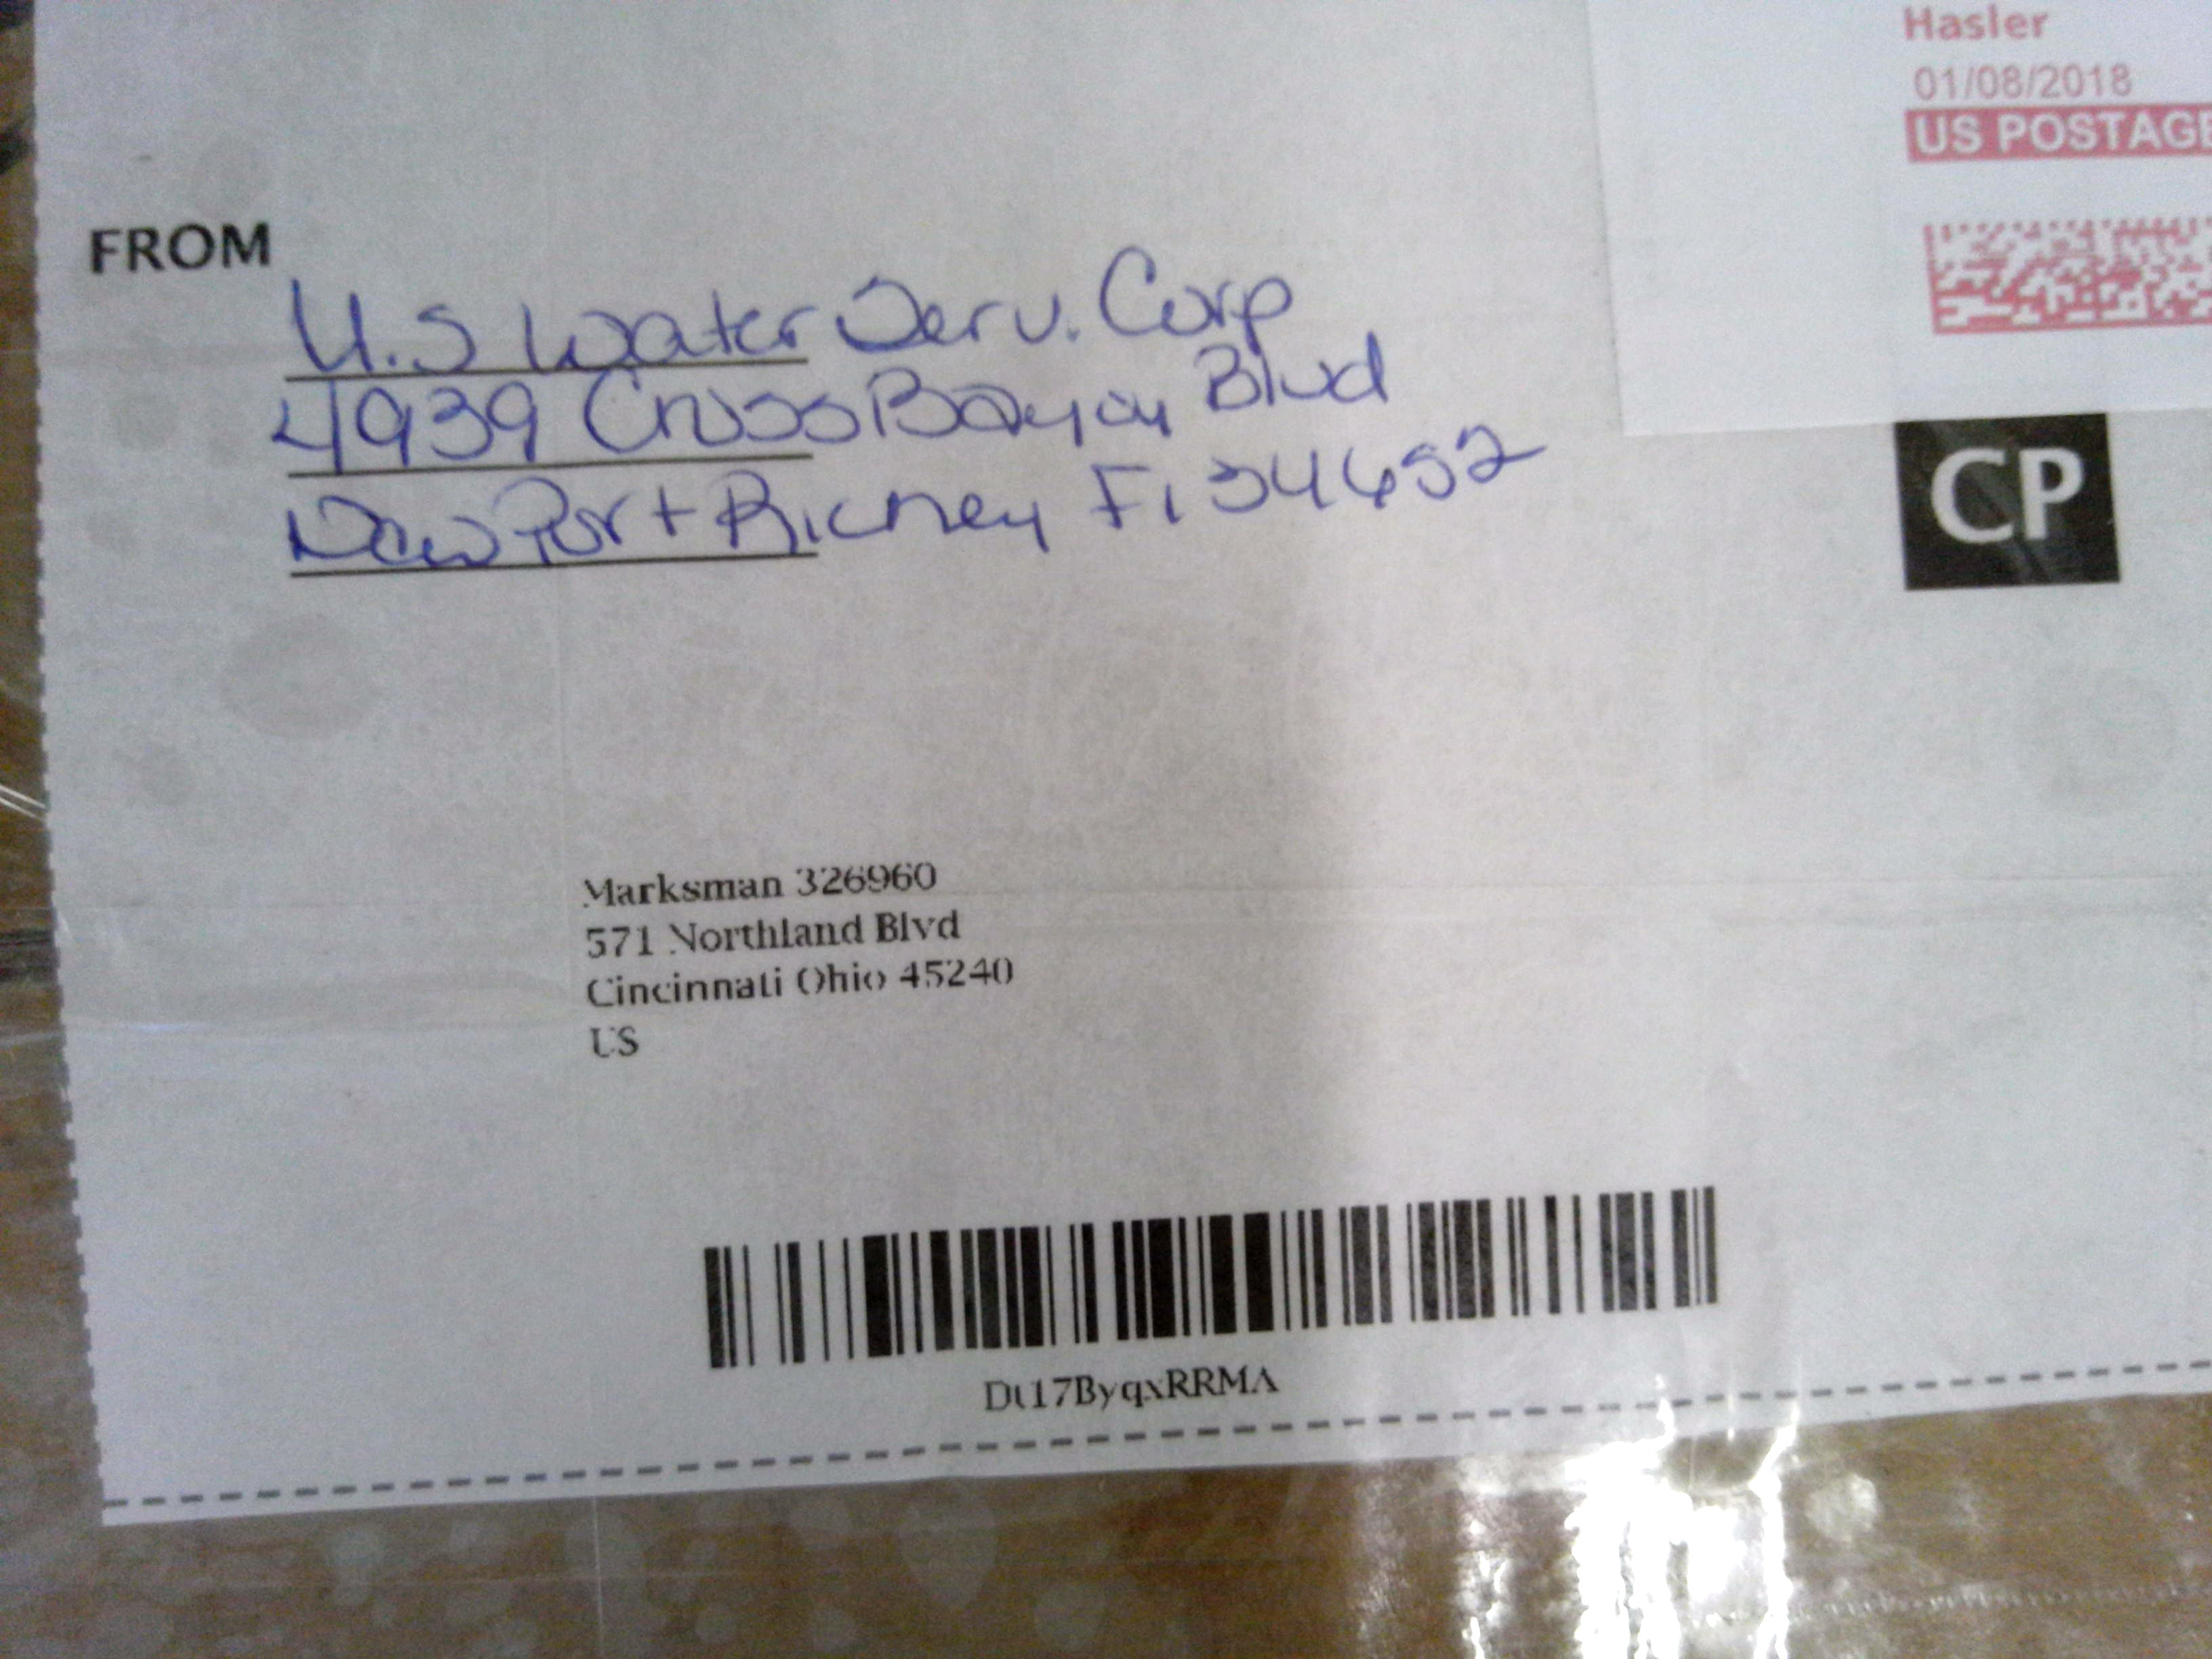 Hasler
01/08/2018
US POSTAGE
FROM
U.S Water Serv. Corp
4939 Cross Bayou Blvd
New Port Richey Fl 34652
CP
Marksman 326960
571 Northland Blvd
Cincinnati Ohio 45240
US
Dt17ByqxRRMA